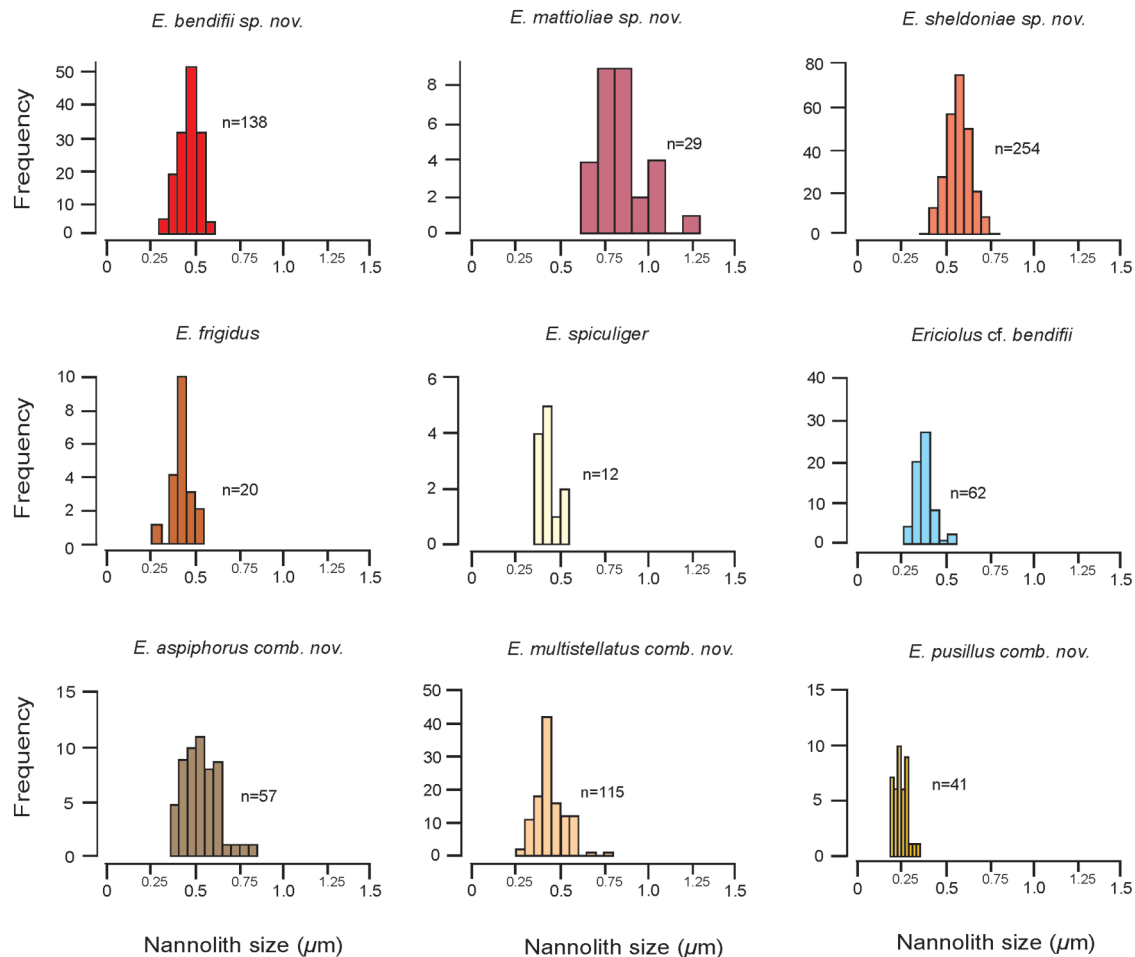 E. bendifii sp. nov.
Frequency
50
40
30
20
10
0
n=138
0 0.25 0.5 0.75 1.0 1.25 1.5
E. mattioliae sp. nov.
8
6
4
2
0
n=29
0 0.25 0.5 0.75 1.0 1.25 1.5
E. sheldoniae sp. nov.
80
60
40
20
0
n=254
0 0.25 0.5 0.75 1.0 1.25 1.5
E. frigidus
Frequency
10
8
6
4
2
0
n=20
0 0.25 0.5 0.75 1.0 1.25 1.5
E. spiculiger
6
4
2
0
n=12
0 0.25 0.5 0.75 1.0 1.25 1.5
Ericiolus cf. bendifii
40
30
20
10
0
n=62
0 0.25 0.5 0.75 1.0 1.25 1.5
E. aspiphorus comb. nov.
Frequency
15
10
5
0
n=57
0 0.25 0.5 0.75 1.0 1.25 1.5
Nannolith size (µm)
E. multistellatus comb. nov.
50
40
30
20
10
0
n=115
0 0.25 0.5 0.75 1.0 1.25 1.5
Nannolith size (µm)
E. pusillus comb. nov.
15
10
5
0
n=41
0 0.25 0.5 0.75 1.0 1.25 1.5
Nannolith size (µm)